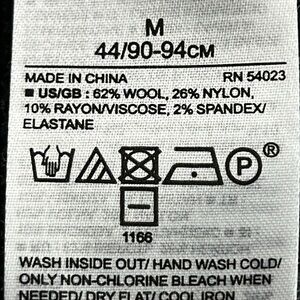 M
44/90-94CM
MADE IN CHINA RN 54023
■ US/GB : 62% WOOL, 26% NYLON,
10% RAYON/VISCOSE, 2% SPANDEX/
ELASTANE
P ®
1166
WASH INSIDE OUT/ HAND WASH COLD/
ONLY NON-CHLORINE BLEACH WHEN
NEEDED/ DRY FLAT/ COOL IRON